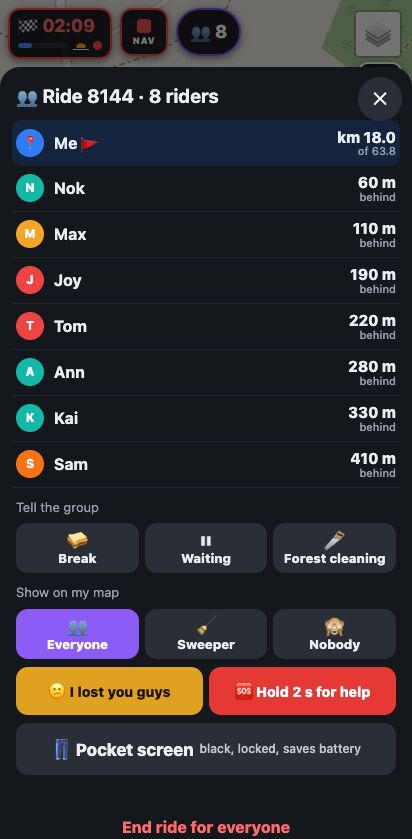 02:09
NAV
8
Ride 8144 · 8 riders
Me
km 18.0
of 63.8
N
Nok
60 m
behind
M
Max
110 m
behind
J
Joy
190 m
behind
T
Tom
220 m
behind
A
Ann
280 m
behind
K
Kai
330 m
behind
S
Sam
410 m
behind
Tell the group
Break
Waiting
Forest cleaning
Show on my map
Everyone
Sweeper
Nobody
I lost you guys
SOS Hold 2 s for help
Pocket screen black, locked, saves battery
End ride for everyone